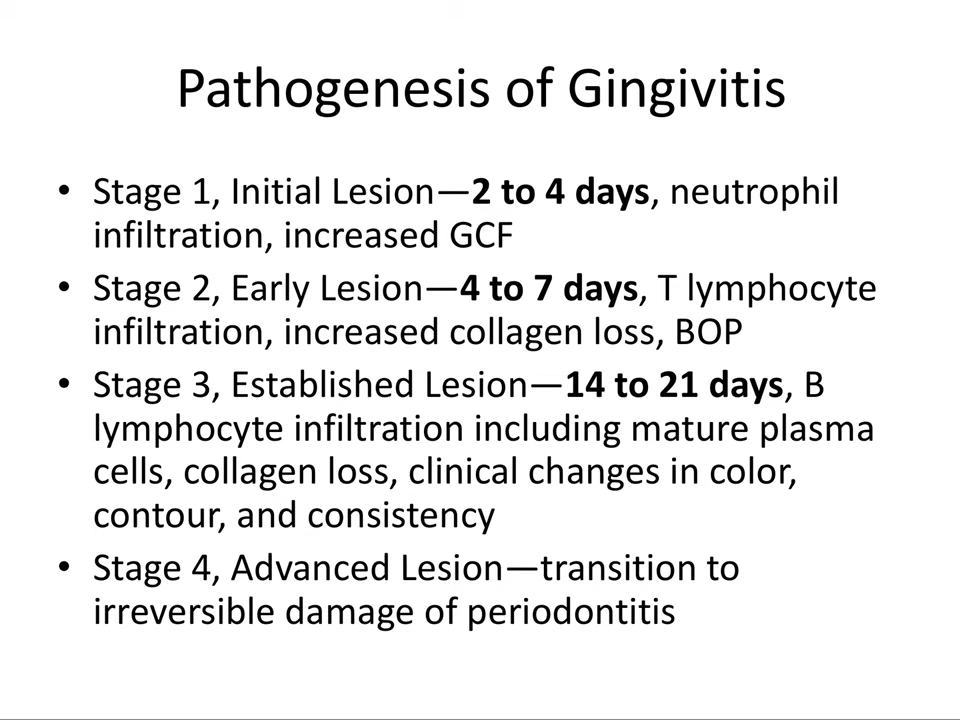 Pathogenesis of Gingivitis
• Stage 1, Initial Lesion—2 to 4 days, neutrophil
infiltration, increased GCF
• Stage 2, Early Lesion—4 to 7 days, T lymphocyte
infiltration, increased collagen loss, BOP
• Stage 3, Established Lesion—14 to 21 days, B
lymphocyte infiltration including mature plasma
cells, collagen loss, clinical changes in color,
contour, and consistency
• Stage 4, Advanced Lesion—transition to
irreversible damage of periodontitis